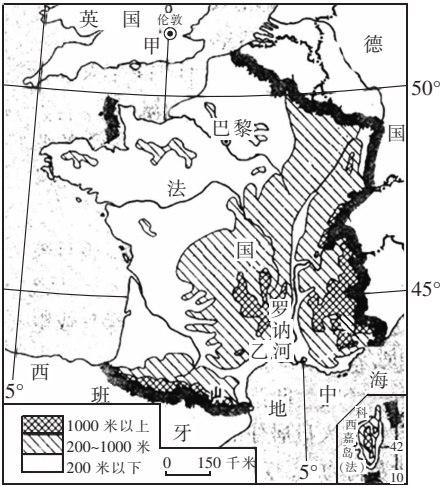 英国
伦敦
甲
德
50°
巴黎
国
法
国
45°
罗讷河
乙
西
班
牙
山
地
中
海
5°
5°
科西嘉岛(法)
42
10
1000 米以上
200~1000 米
200 米以下
0 150 千米